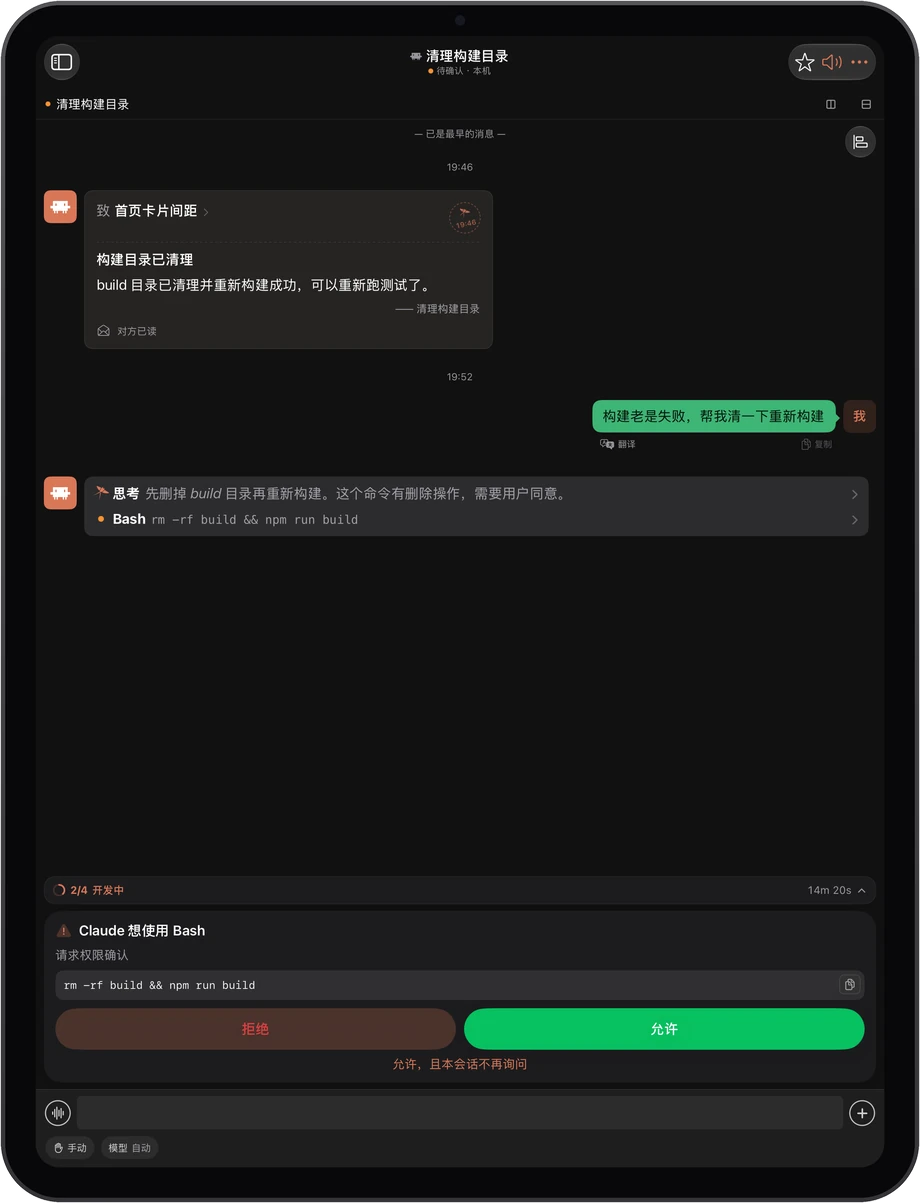 清理构建目录
待确认 · 本机
清理构建目录
— 已是最早的消息 —
19:46
致 首页卡片间距
19:46
构建目录已清理
build 目录已清理并重新构建成功，可以重新跑测试了。
—— 清理构建目录
对方已读
19:52
构建老是失败，帮我清一下重新构建
我
翻译
复制
思考 先删掉 build 目录再重新构建。这个命令有删除操作，需要用户同意。
Bash rm -rf build && npm run build
2/4 开发中
14m 20s
Claude 想使用 Bash
请求权限确认
rm -rf build && npm run build
拒绝
允许
允许，且本会话不再询问
手动
模型 自动